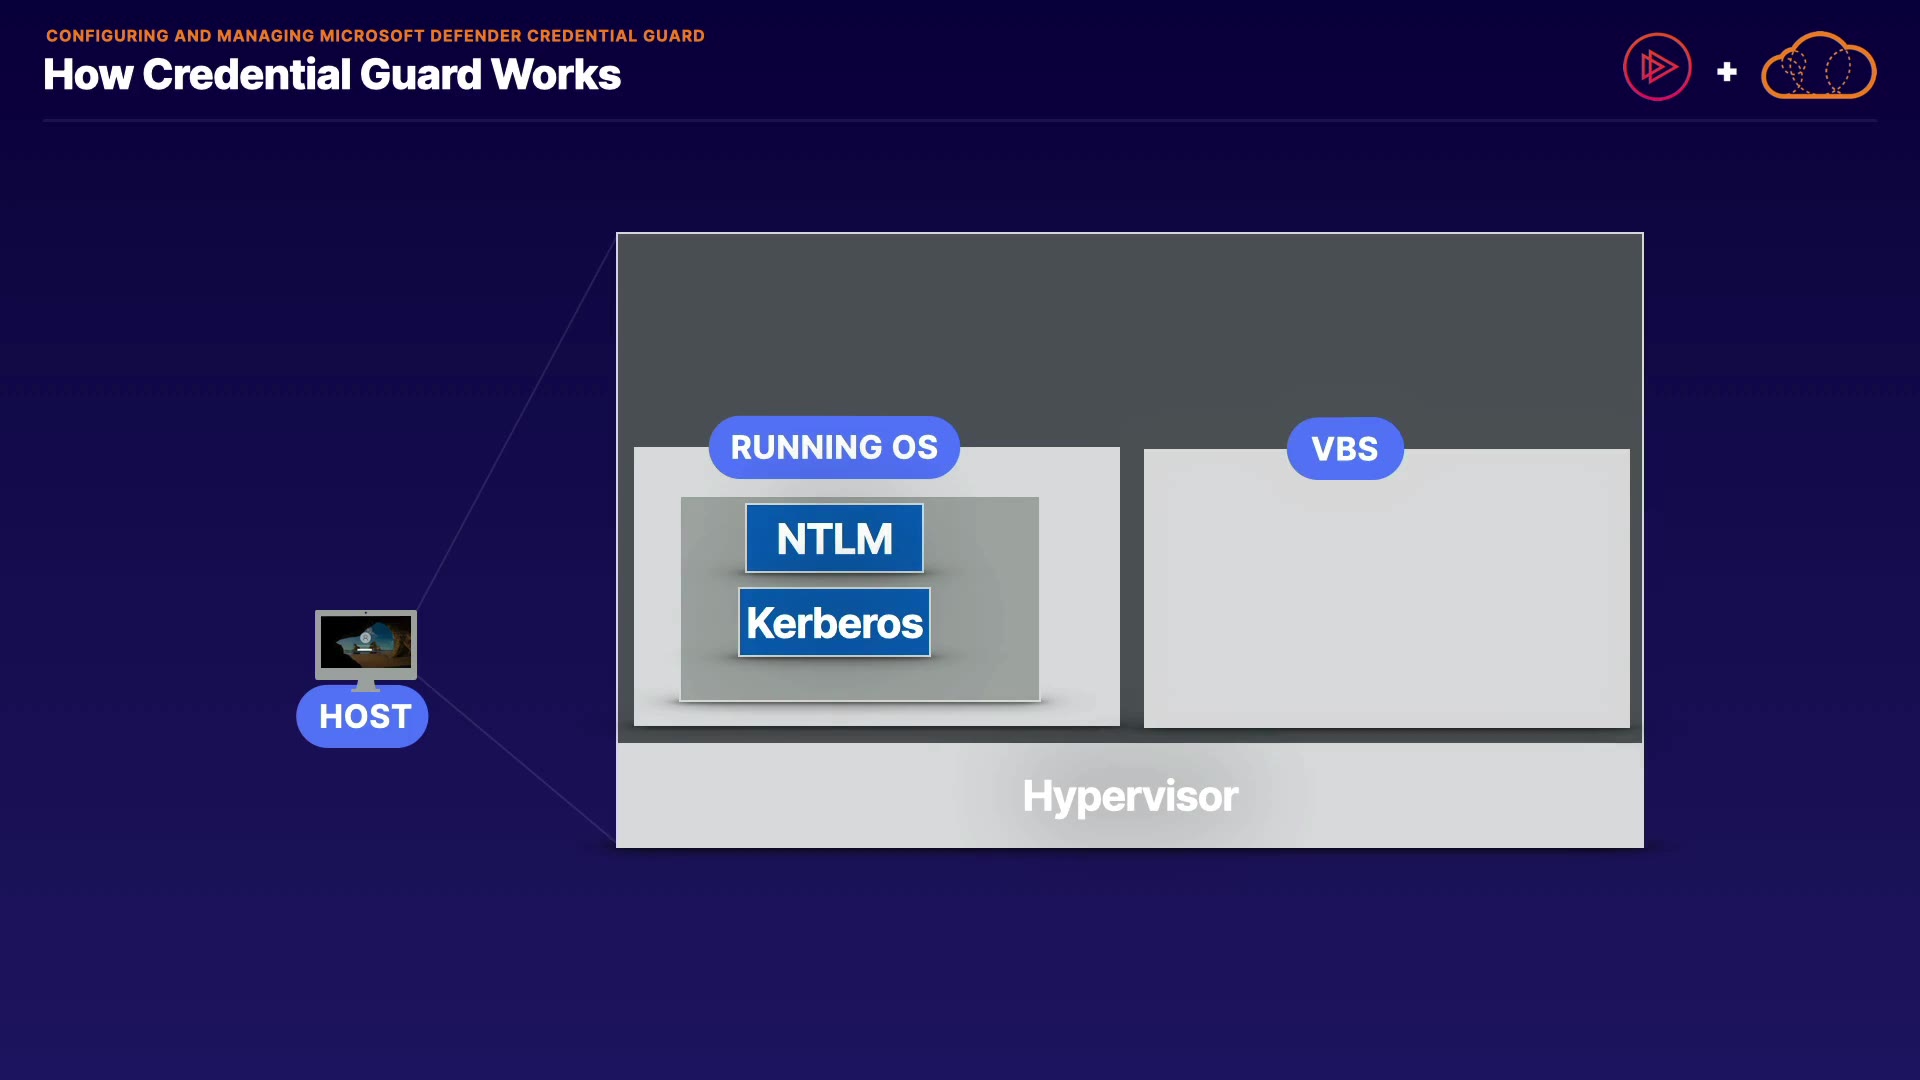 CONFIGURING AND MANAGING MICROSOFT DEFENDER CREDENTIAL GUARD
How Credential Guard Works
RUNNING OS
VBS
NTLM
Kerberos
HOST
Hypervisor